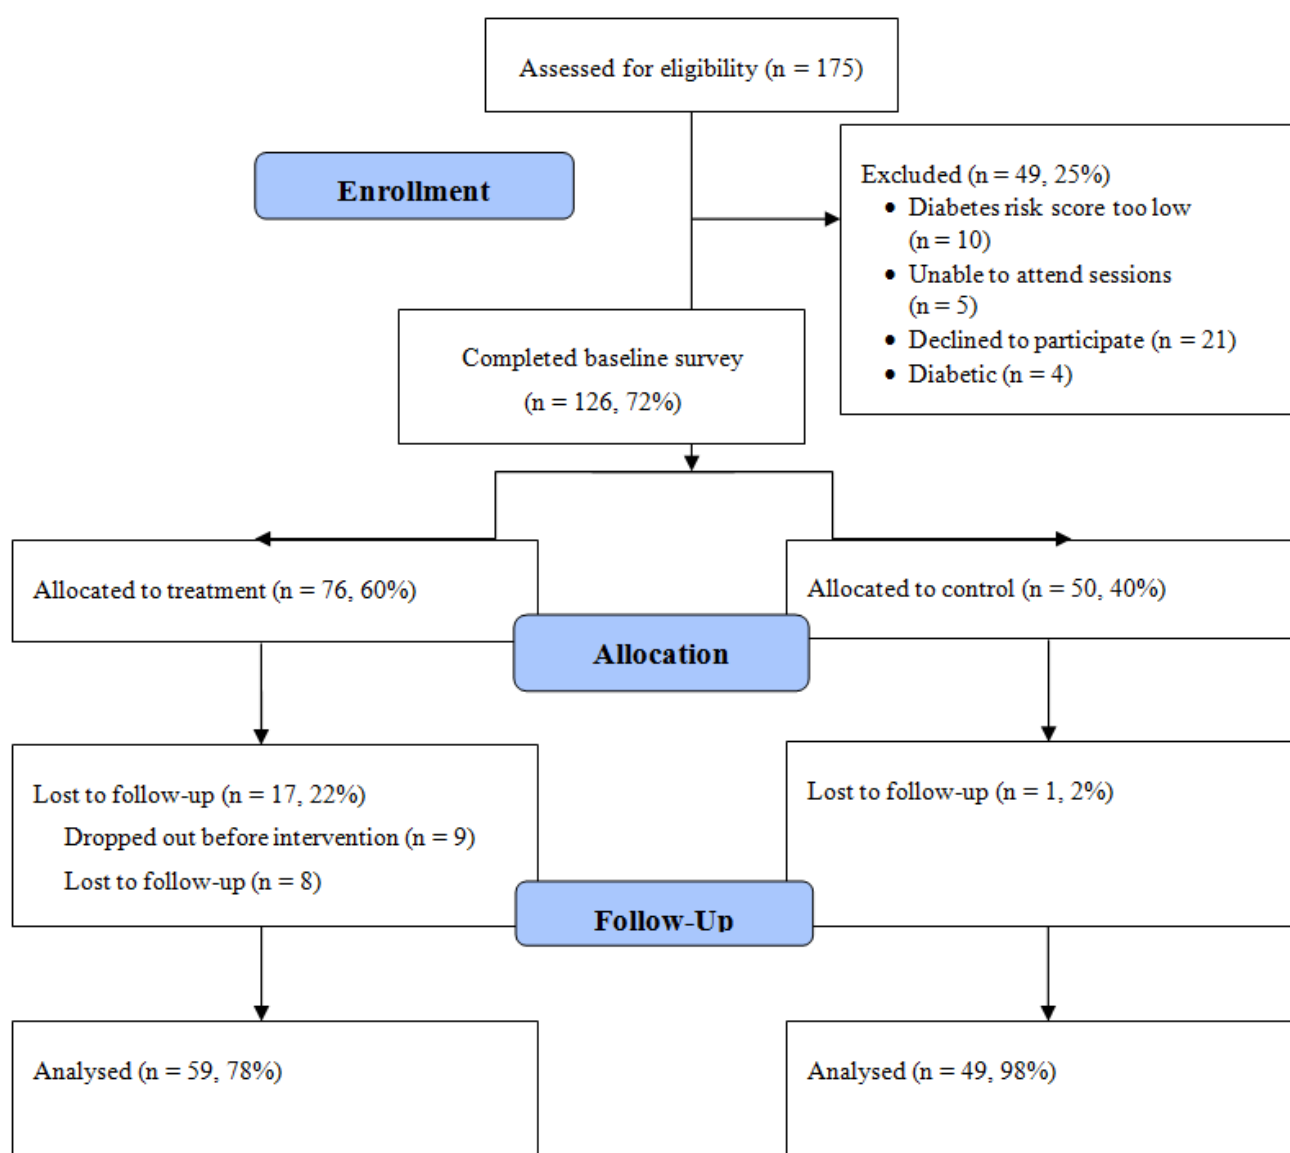 Assessed for eligibility (n = 175)
Enrollment
Excluded (n = 49, 25%)
• Diabetes risk score too low
(n = 10)
• Unable to attend sessions
(n = 5)
• Declined to participate (n = 21)
• Diabetic (n = 4)
Completed baseline survey
(n = 126, 72%)
Allocated to treatment (n = 76, 60%)
Allocated to control (n = 50, 40%)
Allocation
Lost to follow-up (n = 17, 22%)
Dropped out before intervention (n = 9)
Lost to follow-up (n = 8)
Lost to follow-up (n = 1, 2%)
Follow-Up
Analysed (n = 59, 78%)
Analysed (n = 49, 98%)